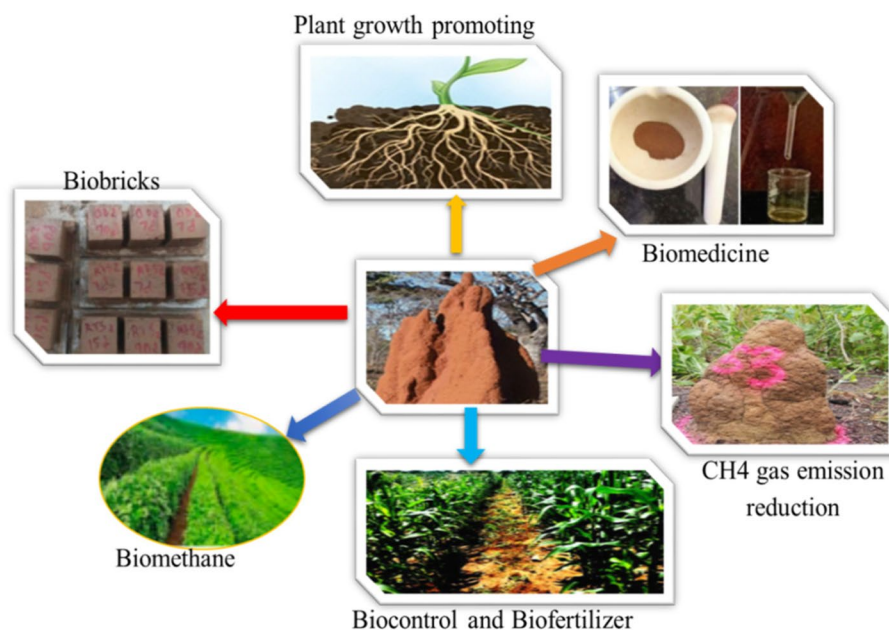 Plant growth promoting
Biobricks
Biomedicine
CH4 gas emission
reduction
Biomethane
Biocontrol and Biofertilizer